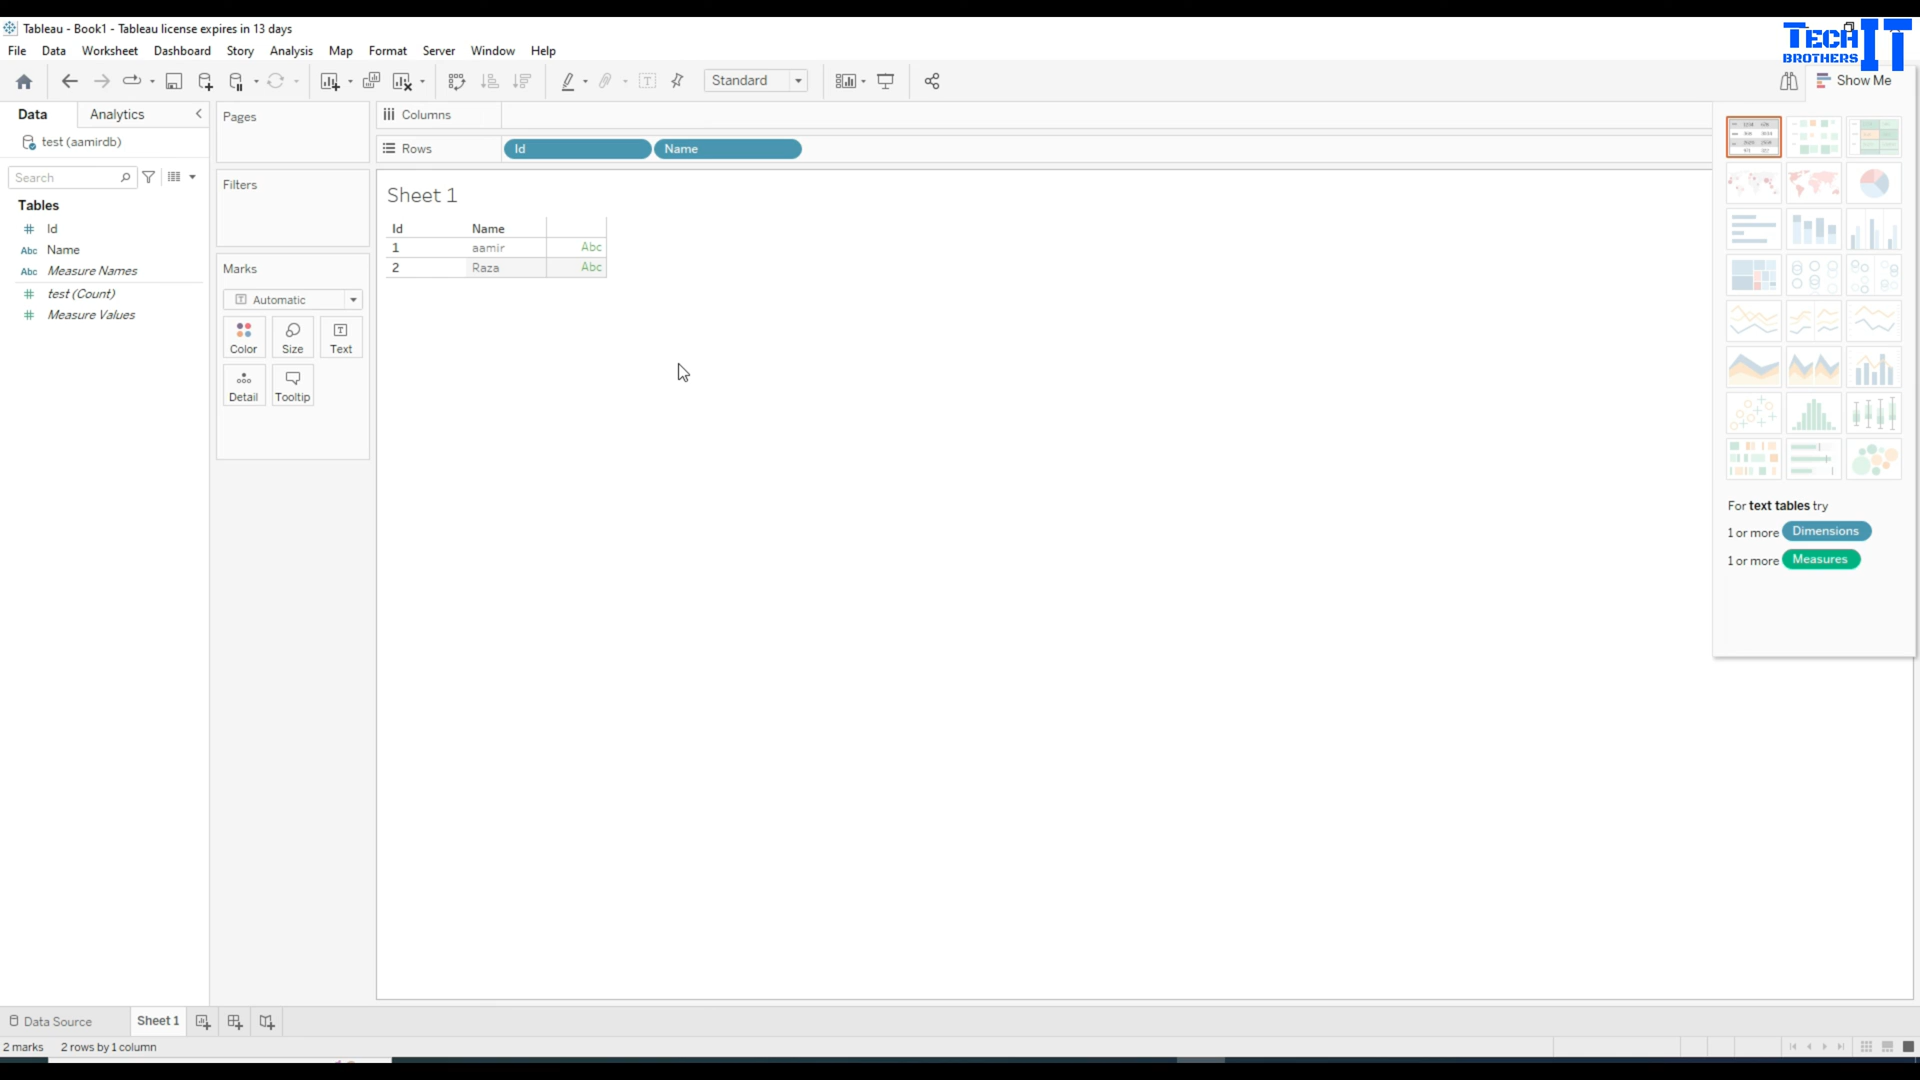 Tableau - Book1 - Tableau license expires in 13 days
TECH IT
BROTHERS
File Data Worksheet Dashboard Story Analysis Map Format Server Window Help
Standard
Show Me
Data Analytics
Pages
Columns
test (aamirdb)
Rows Id Name
Search
Filters
Sheet 1
Tables
Id
Name
Measure Names
test (Count)
Measure Values
Abc
Abc
Marks
Automatic
Color Size Text
Detail Tooltip
Id Name
1 aamir Abc
2 Raza Abc
For text tables try
1 or more Dimensions
1 or more Measures
Data Source Sheet 1
2 marks 2 rows by 1 column